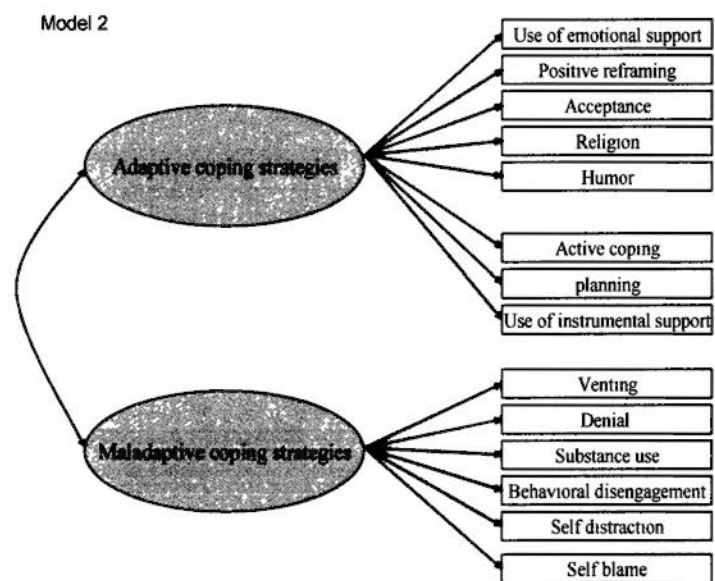 Model 2
Use of emotional support
Positive reframing
Acceptance
Adaptive coping strategies
Religion
Humor
Active coping
planning
Use of instrumental support
Venting
Denial
Maladaptive coping strategies
Substance use
Behavioral disengagement
Self distraction
Self blame